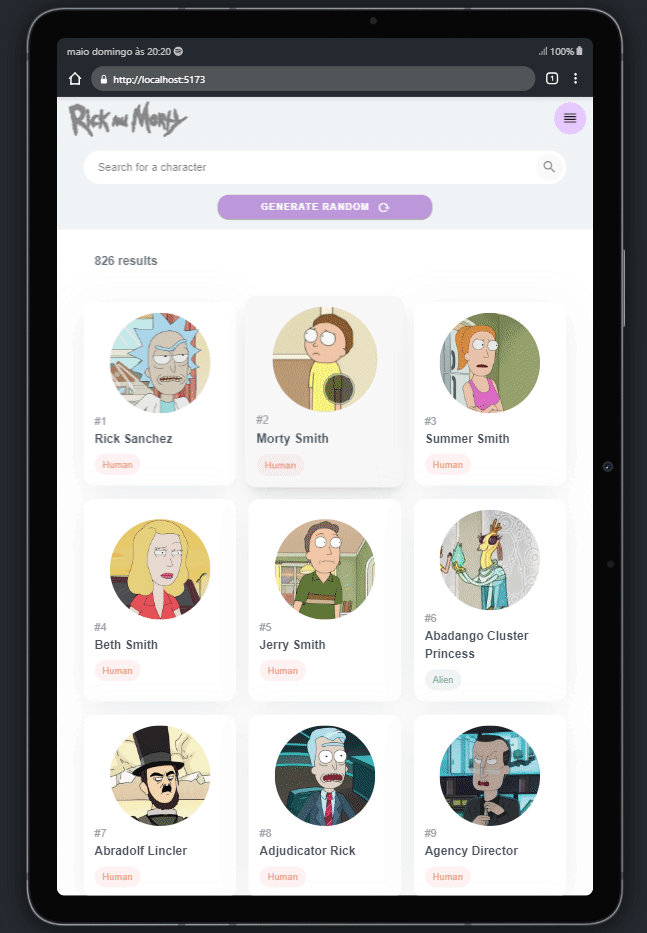 maio domingo às 20:20
100%
http://localhost:5173
1
Rick and Morty
Search for a character
GENERATE RANDOM
826 results
#1
Rick Sanchez
Human
#2
Morty Smith
Human
#3
Summer Smith
Human
#4
Beth Smith
Human
#5
Jerry Smith
Human
#6
Abadango Cluster
Princess
Alien
#7
Abradolf Lincler
Human
#8
Adjudicator Rick
Human
#9
Agency Director
Human